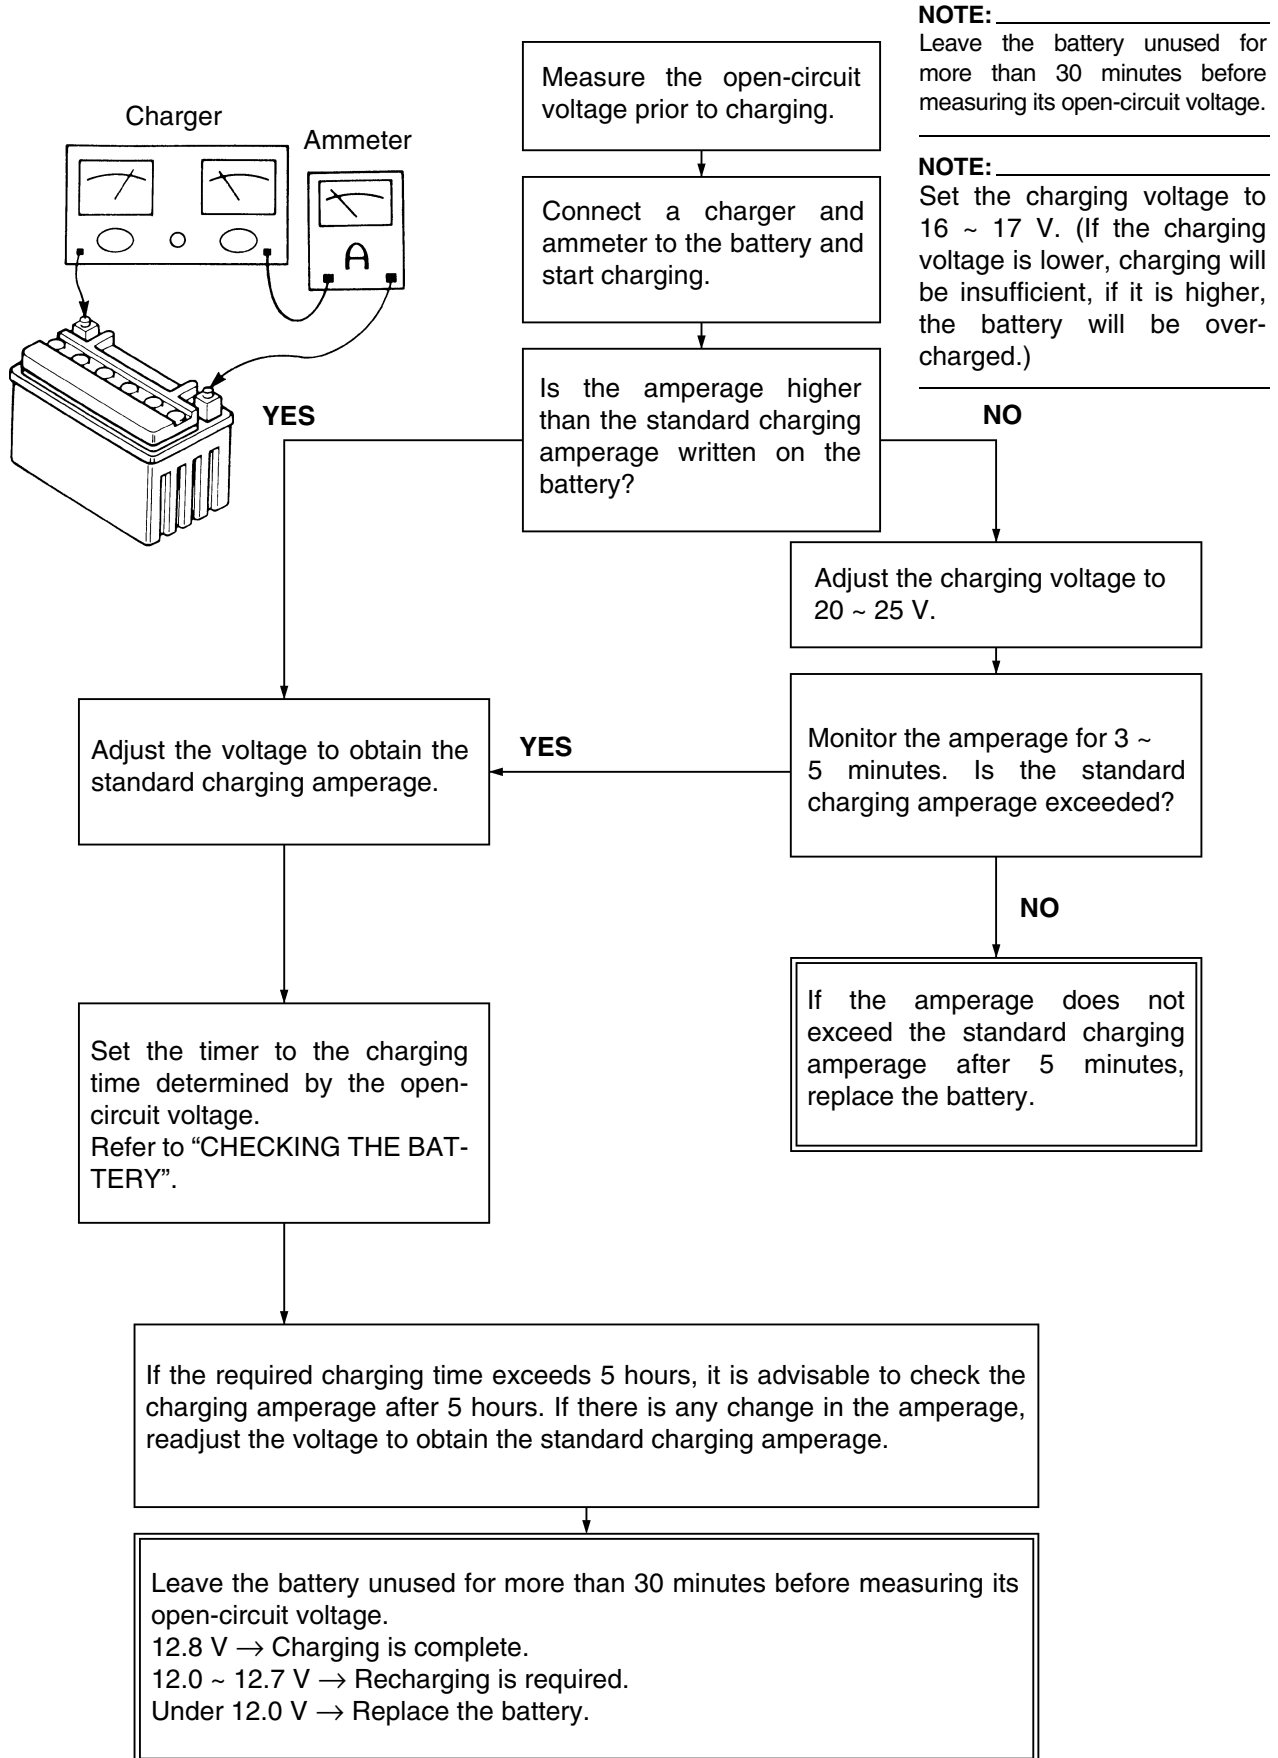 NOTE:
Leave the battery unused for
more than 30 minutes before
measuring its open-circuit voltage.
Measure the open-circuit
voltage prior to charging.
Charger
Ammeter
A
NOTE:
Set the charging voltage to
16 ~ 17 V. (If the charging
voltage is lower, charging will
be insufficient, if it is higher,
the battery will be over-
charged.)
Connect a charger and
ammeter to the battery and
start charging.
Is the amperage higher
than the standard charging
amperage written on the
battery?
YES
NO
Adjust the charging voltage to
20 ~ 25 V.
Monitor the amperage for 3 ~
5 minutes. Is the standard
charging amperage exceeded?
YES
Adjust the voltage to obtain the
standard charging amperage.
NO
If the amperage does not
exceed the standard charging
amperage after 5 minutes,
replace the battery.
Set the timer to the charging
time determined by the open-
circuit voltage.
Refer to “CHECKING THE BAT-
TERY”.
If the required charging time exceeds 5 hours, it is advisable to check the
charging amperage after 5 hours. If there is any change in the amperage,
readjust the voltage to obtain the standard charging amperage.
Leave the battery unused for more than 30 minutes before measuring its
open-circuit voltage.
12.8 V → Charging is complete.
12.0 ~ 12.7 V → Recharging is required.
Under 12.0 V → Replace the battery.